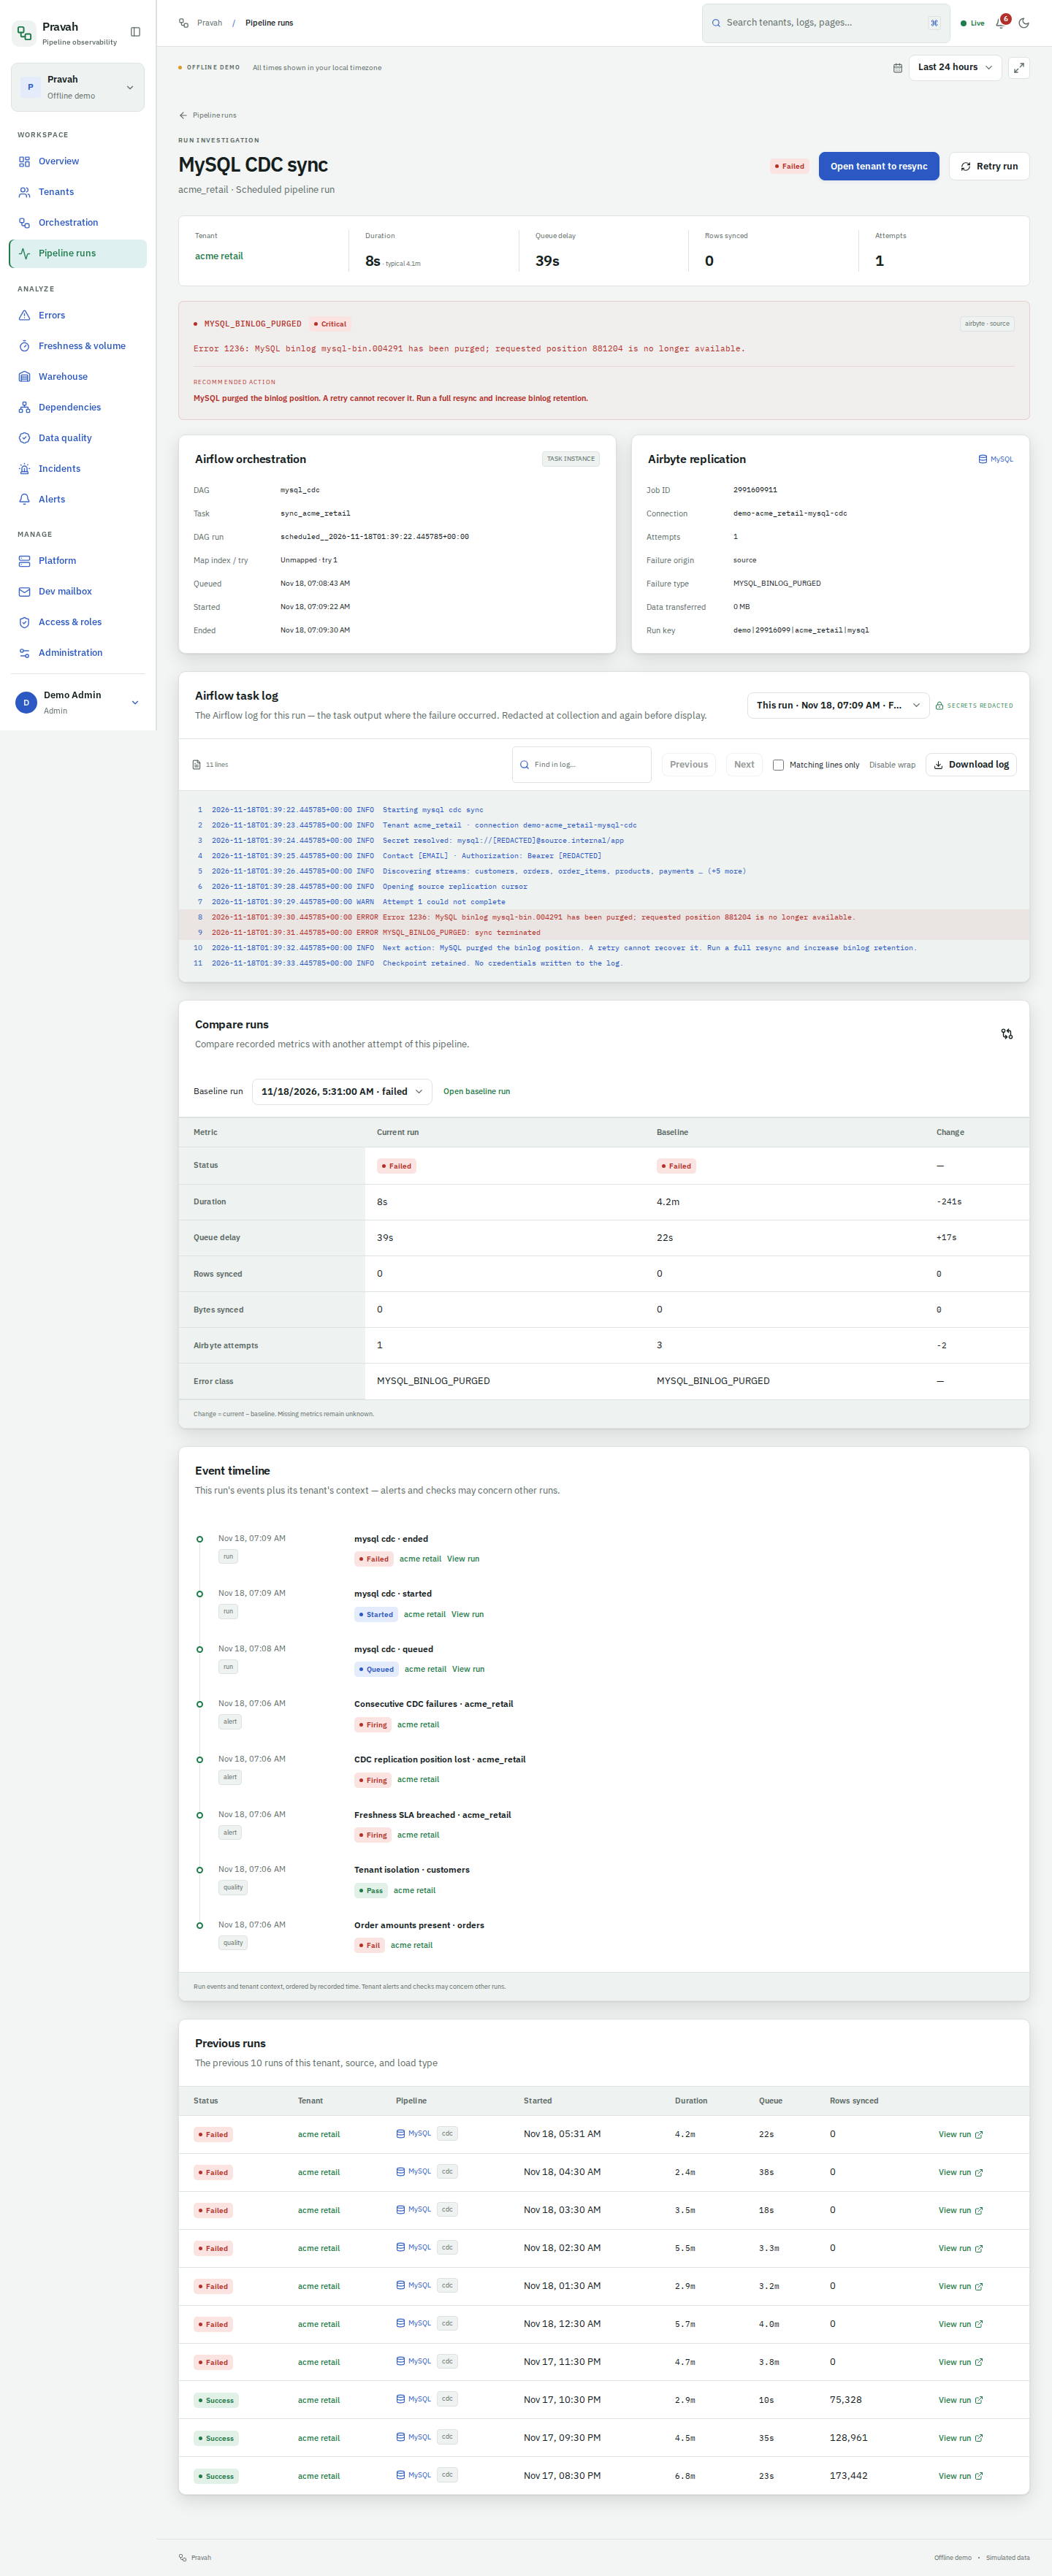 Pravah
Pipeline observability
P
Pravah
Offline demo
WORKSPACE
Overview
Tenants
Orchestration
Pipeline runs
ANALYZE
Errors
Freshness & volume
Warehouse
Dependencies
Data quality
Incidents
Alerts
MANAGE
Platform
Dev mailbox
Access & roles
Administration
D
Demo Admin
Admin
Pravah / Pipeline runs
Search tenants, logs, pages... ⌘
Live
6
OFFLINE DEMO All times shown in your local timezone
Last 24 hours
Pipeline runs
RUN INVESTIGATION
MySQL CDC sync
acme_retail · Scheduled pipeline run
Failed Open tenant to resync Retry run
Tenant Duration Queue delay Rows synced Attempts
acme retail 8s · typical 4.1m 39s 0 1
MYSQL_BINLOG_PURGED Critical airbyte · source
Error 1236: MySQL binlog mysql-bin.004291 has been purged; requested position 881204 is no longer available.
RECOMMENDED ACTION
MySQL purged the binlog position. A retry cannot recover it. Run a full resync and increase binlog retention.
Airflow orchestration TASK INSTANCE
DAG mysql_cdc
Task sync_acme_retail
DAG run scheduled__2026-11-18T01:39:22.445785+00:00
Map index / try Unmapped · try 1
Queued Nov 18, 07:08:43 AM
Started Nov 18, 07:09:22 AM
Ended Nov 18, 07:09:30 AM
Airbyte replication MySQL
Job ID 2991609911
Connection demo-acme_retail-mysql-cdc
Attempts 1
Failure origin source
Failure type MYSQL_BINLOG_PURGED
Data transferred 0 MB
Run key demo|29916099|acme_retail|mysql
Airflow task log
The Airflow log for this run — the task output where the failure occurred. Redacted at collection and again before display.
This run · Nov 18, 07:09 AM · F... SECRETS REDACTED
11 lines Find in log... Previous Next Matching lines only Disable wrap Download log
1 2026-11-18T01:39:22.445785+00:00 INFO Starting mysql cdc sync
2 2026-11-18T01:39:23.445785+00:00 INFO Tenant acme_retail · connection demo-acme_retail-mysql-cdc
3 2026-11-18T01:39:24.445785+00:00 INFO Secret resolved: mysql://[REDACTED]@source.internal/app
4 2026-11-18T01:39:25.445785+00:00 INFO Contact [EMAIL] · Authorization: Bearer [REDACTED]
5 2026-11-18T01:39:26.445785+00:00 INFO Discovering streams: customers, orders, order_items, products, payments … (+5 more)
6 2026-11-18T01:39:28.445785+00:00 INFO Opening source replication cursor
7 2026-11-18T01:39:29.445785+00:00 WARN Attempt 1 could not complete
8 2026-11-18T01:39:30.445785+00:00 ERROR Error 1236: MySQL binlog mysql-bin.004291 has been purged; requested position 881204 is no longer available.
9 2026-11-18T01:39:31.445785+00:00 ERROR MYSQL_BINLOG_PURGED: sync terminated
10 2026-11-18T01:39:32.445785+00:00 INFO Next action: MySQL purged the binlog position. A retry cannot recover it. Run a full resync and increase binlog retention.
11 2026-11-18T01:39:33.445785+00:00 INFO Checkpoint retained. No credentials written to the log.
Compare runs
Compare recorded metrics with another attempt of this pipeline.
Baseline run 11/18/2026, 5:31:00 AM · failed Open baseline run
Metric Current run Baseline Change
Status Failed Failed —
Duration 8s 4.2m -241s
Queue delay 39s 22s +17s
Rows synced 0 0 0
Bytes synced 0 0 0
Airbyte attempts 1 3 -2
Error class MYSQL_BINLOG_PURGED MYSQL_BINLOG_PURGED —
Change = current − baseline. Missing metrics remain unknown.
Event timeline
This run's events plus its tenant's context — alerts and checks may concern other runs.
Nov 18, 07:09 AM mysql cdc · ended
run Failed acme retail View run
Nov 18, 07:09 AM mysql cdc · started
run Started acme retail View run
Nov 18, 07:08 AM mysql cdc · queued
run Queued acme retail View run
Nov 18, 07:06 AM Consecutive CDC failures · acme_retail
alert Firing acme retail
Nov 18, 07:06 AM CDC replication position lost · acme_retail
alert Firing acme retail
Nov 18, 07:06 AM Freshness SLA breached · acme_retail
alert Firing acme retail
Nov 18, 07:06 AM Tenant isolation · customers
quality Pass acme retail
Nov 18, 07:06 AM Order amounts present · orders
quality Fail acme retail
Run events and tenant context, ordered by recorded time. Tenant alerts and checks may concern other runs.
Previous runs
The previous 10 runs of this tenant, source, and load type
Status Tenant Pipeline Started Duration Queue Rows synced
Failed acme retail MySQL cdc Nov 18, 05:31 AM 4.2m 22s 0 View run
Failed acme retail MySQL cdc Nov 18, 04:30 AM 2.4m 38s 0 View run
Failed acme retail MySQL cdc Nov 18, 03:30 AM 3.5m 18s 0 View run
Failed acme retail MySQL cdc Nov 18, 02:30 AM 5.5m 3.3m 0 View run
Failed acme retail MySQL cdc Nov 18, 01:30 AM 2.9m 3.2m 0 View run
Failed acme retail MySQL cdc Nov 18, 12:30 AM 5.7m 4.0m 0 View run
Failed acme retail MySQL cdc Nov 17, 11:30 PM 4.7m 3.8m 0 View run
Success acme retail MySQL cdc Nov 17, 10:30 PM 2.9m 10s 75,328 View run
Success acme retail MySQL cdc Nov 17, 09:30 PM 4.5m 35s 128,961 View run
Success acme retail MySQL cdc Nov 17, 08:30 PM 6.8m 23s 173,442 View run
Pravah Offline demo • Simulated data